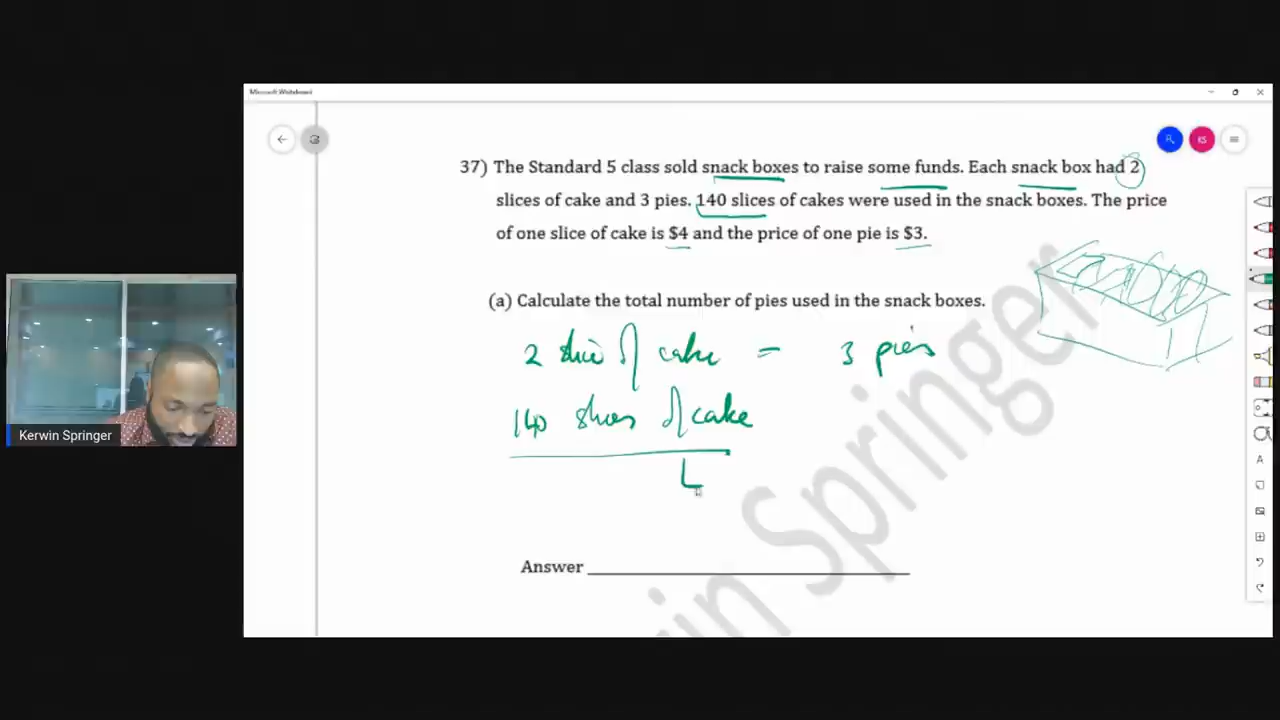 Microsoft Whiteboard
KS
37) The Standard 5 class sold snack boxes to raise some funds. Each snack box had 2
slices of cake and 3 pies. 140 slices of cakes were used in the snack boxes. The price
of one slice of cake is $4 and the price of one pie is $3.
(a) Calculate the total number of pies used in the snack boxes.
2 slice of cake = 3 pies
140 slices of cake
L
Answer
Kerwin Springer
in Springer
A